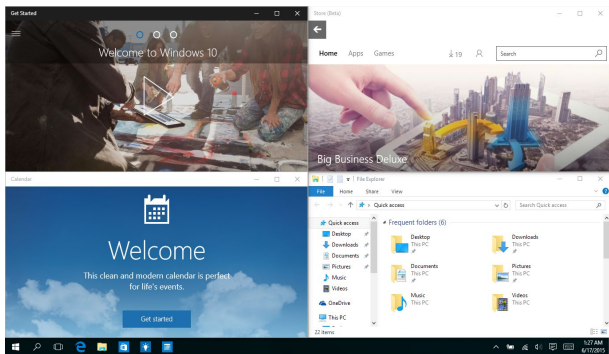 Get Started
Welcome to Windows 10
Store (Beta)
Home Apps Games 19 Search
Big Business Deluxe
Calendar
Welcome
This clean and modern calendar is perfect
for life's events.
Get started
File Explorer
File Home Share View
Quick access Search Quick access
Quick access
Desktop
Downloads
Documents
Pictures
Music
Videos
OneDrive
This PC
Frequent folders (6)
Desktop
This PC
Downloads
This PC
Documents
This PC
Pictures
This PC
Music
This PC
Videos
This PC
22 items
1:27 AM
6/17/2015